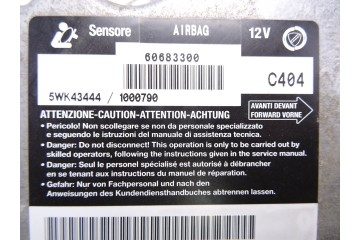 Sensore AIRBAG 12V
60683300
C404
5WK43444 / 1000790
AVANTI DEVANT
FORWARD VORNE
ATTENZIONE-CAUTION-ATTENTION-ACHTUNG
• Pericolo! Non scollegare se non da personale specializzato
e seguendo le istruzioni del manuale di assistenza tecnica.
• Danger: Do not disconnect! This operation is only to be carried out by
skilled personnel, following the instructions given in the service manual.
• Danger: Seul le personel spécialisé est autorisé à débrancher
en se tenant aux instructions du manuel d'assistance.
• Gefahr: Nur von Fachpersonal und nach den
Anweisungen des Kundendiensthandbuches abtrennen lassen.